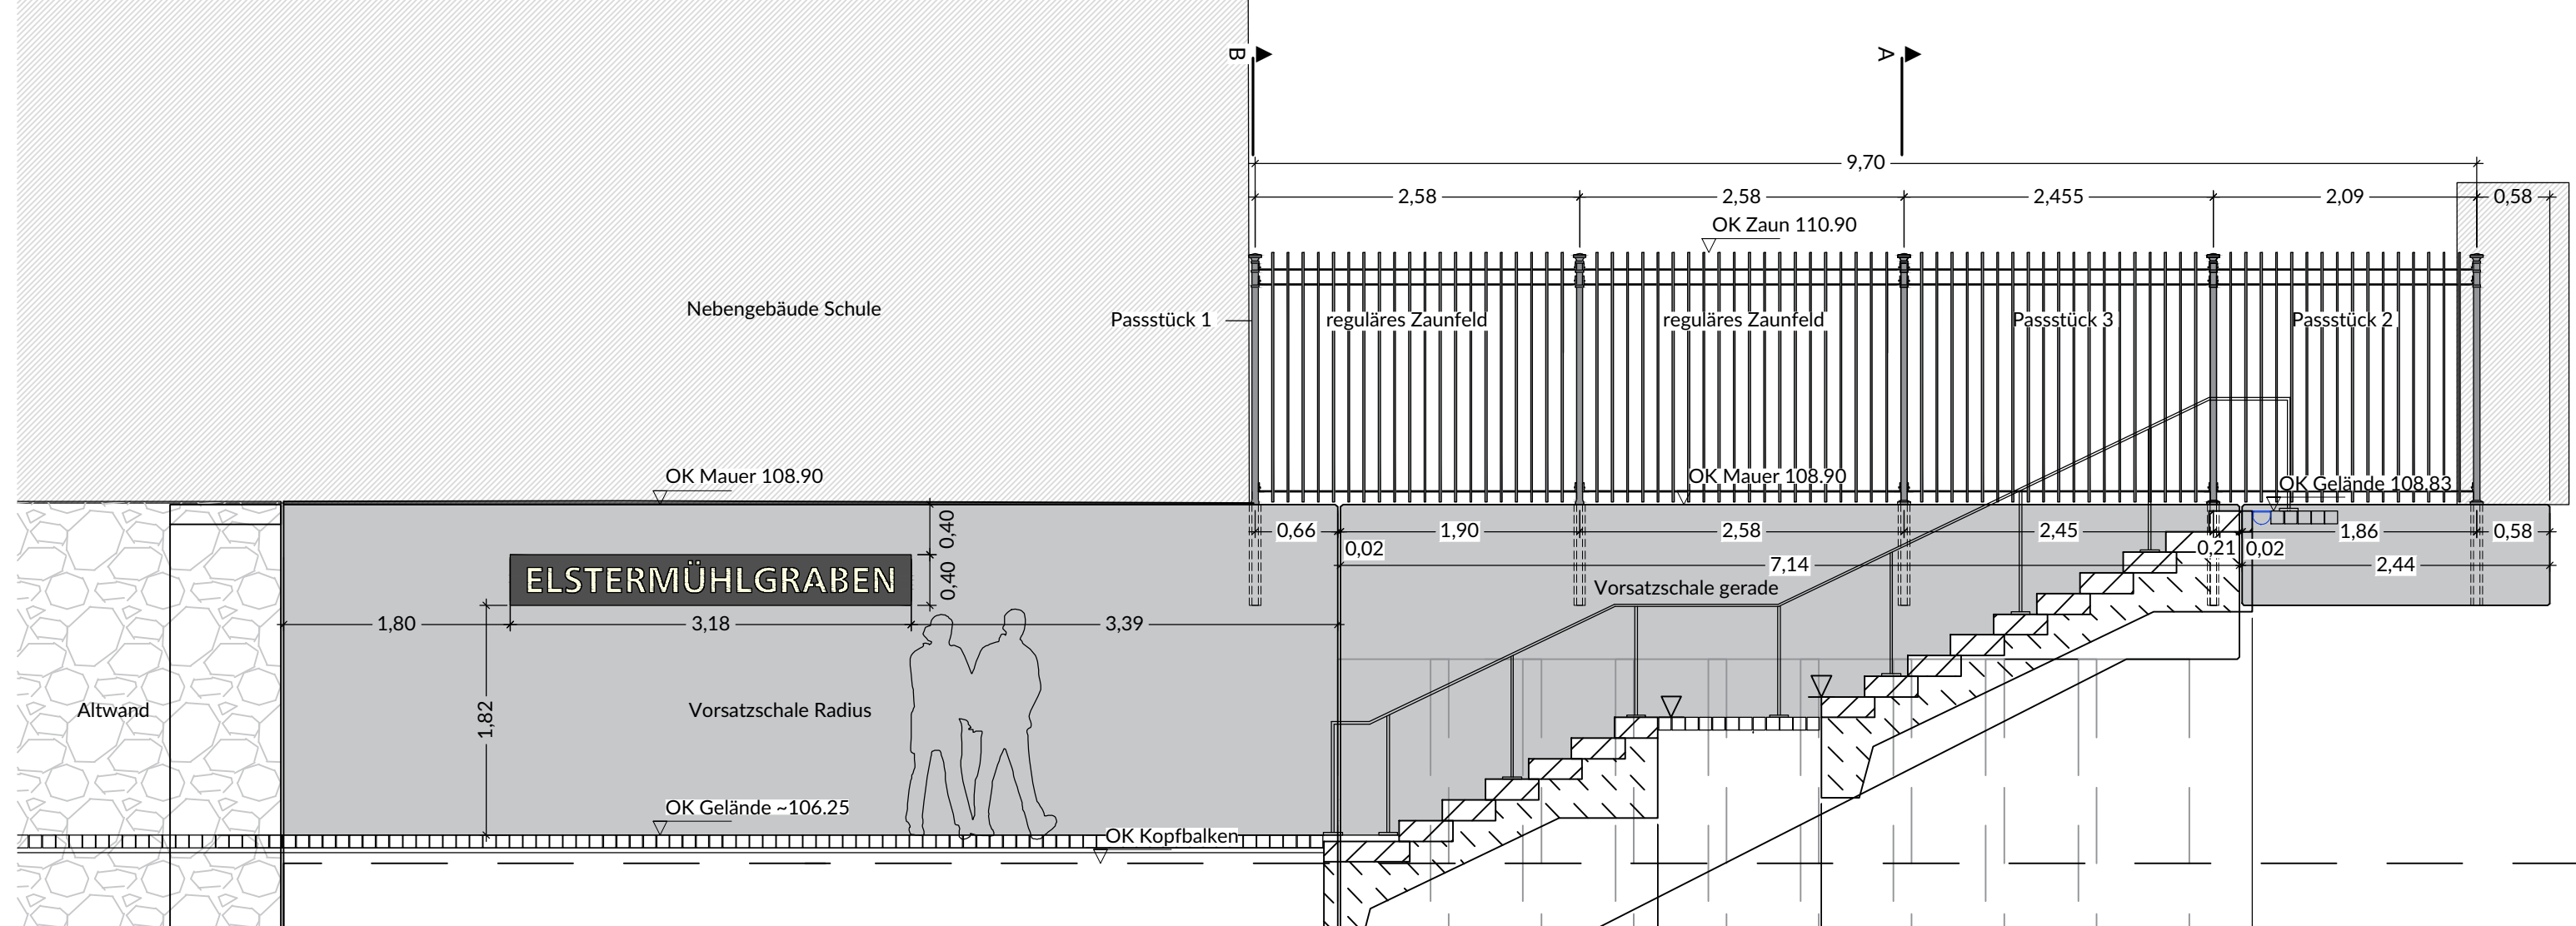 B
A
9,70
2,58
2,58
2,455
2,09
0,58
OK Zaun 110.90
Nebengebäude Schule
Passstück 1
reguläres Zaunfeld
reguläres Zaunfeld
Passstück 3
Passstück 2
OK Mauer 108.90
OK Mauer 108.90
OK Gelände 108.83
0,40
0,66
1,90
2,58
2,45
1,86
0,58
0,02
0,21
0,02
7,14
2,44
ELSTERMÜHLGRABEN
0,40
Vorsatzschale gerade
1,80
3,18
3,39
1,82
Altwand
Vorsatzschale Radius
OK Gelände ~106.25
OK Kopfbalken